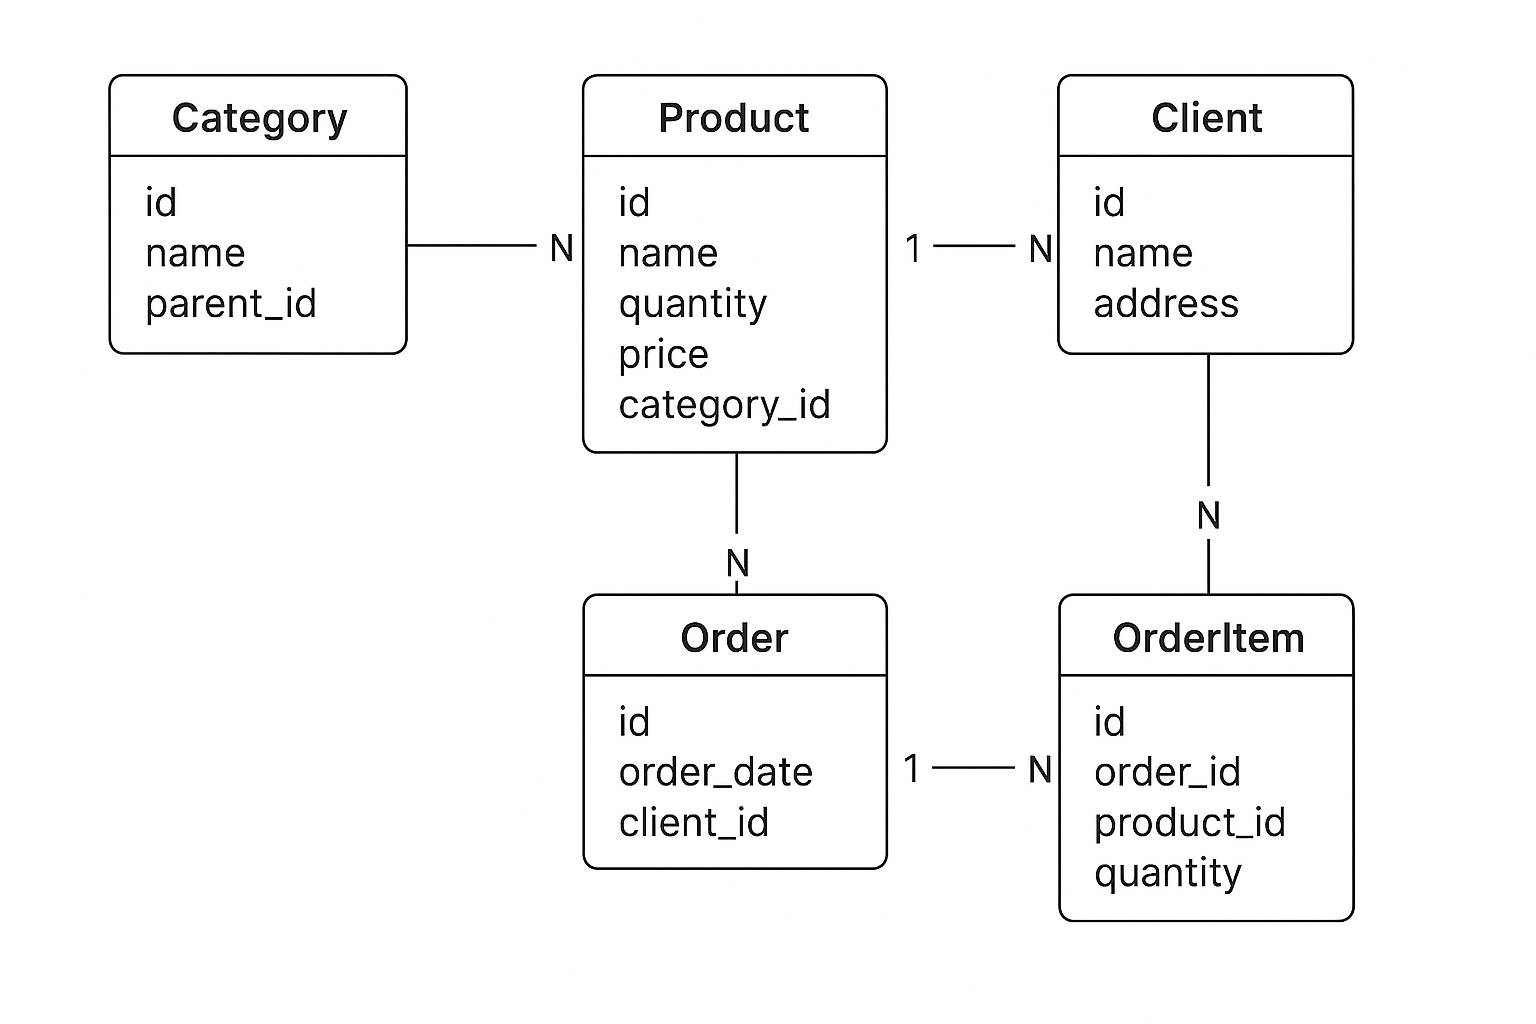 Category
id
name
parent_id
N
Product
id
name
quantity
price
category_id
1
N
Client
id
name
address
N
N
Order
id
order_date
client_id
1
N
OrderItem
id
order_id
product_id
quantity